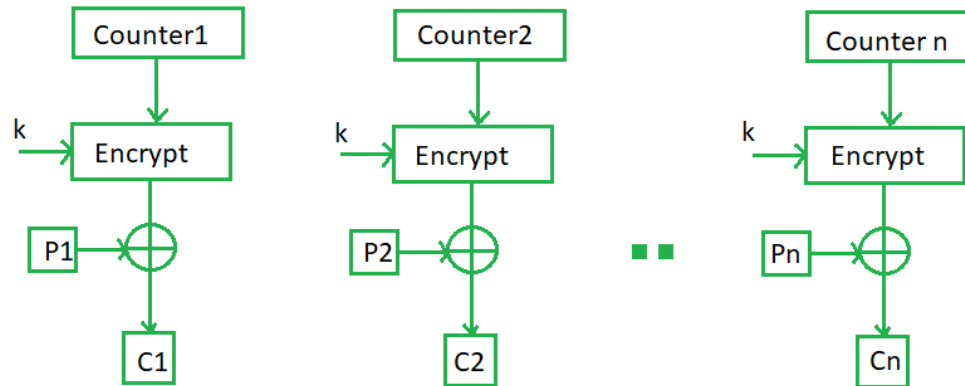 Counter1
Counter2
Counter n
k
Encrypt
k
Encrypt
k
Encrypt
P1
P2
Pn
C1
C2
Cn